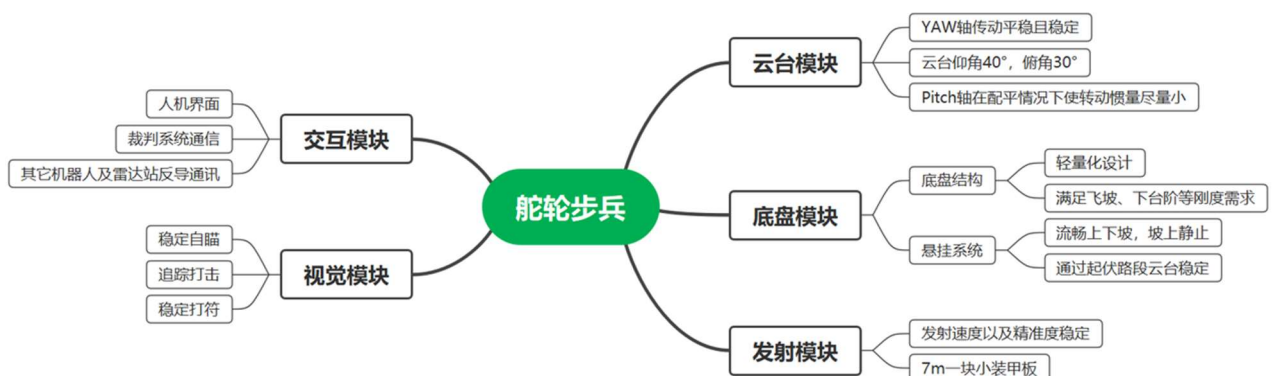 舵轮步兵
云台模块
YAW轴传动平稳且稳定
云台仰角40°，俯角30°
Pitch轴在配平情况下使转动惯量尽量小
底盘模块
底盘结构
轻量化设计
满足飞坡、下台阶等刚度需求
悬挂系统
流畅上下坡，坡上静止
通过起伏路段云台稳定
发射模块
发射速度以及精准度稳定
7m一块小装甲板
交互模块
人机界面
裁判系统通信
其它机器人及雷达站反导通讯
视觉模块
稳定自瞄
追踪打击
稳定打符